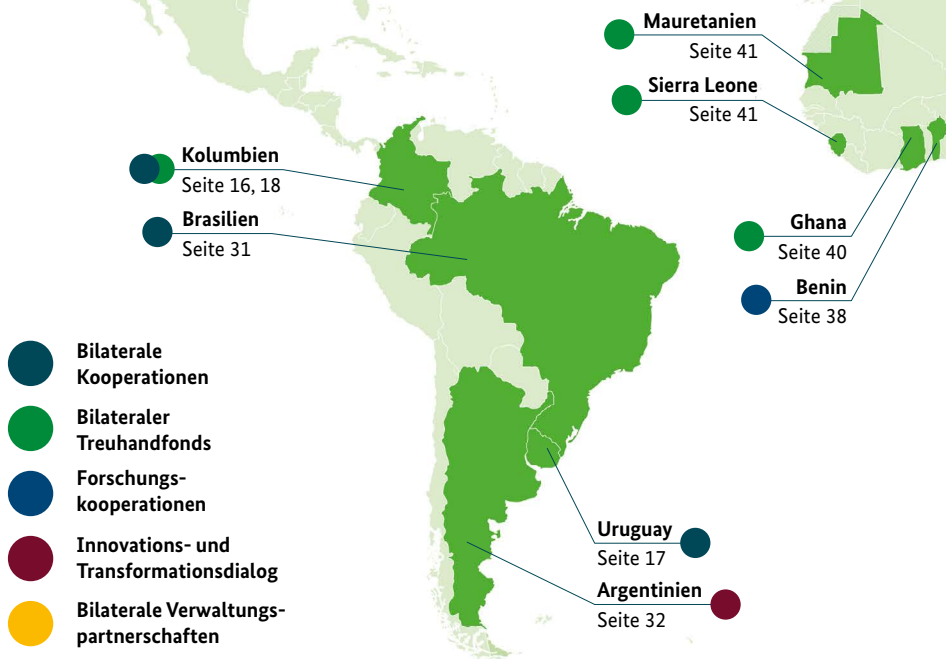 Mauretanien
Seite 41
Sierra Leone
Seite 41
Kolumbien
Seite 16, 18
Brasilien
Seite 31
Ghana
Seite 40
Benin
Seite 38
Bilaterale
Kooperationen
Bilateraler
Treuhandfonds
Forschungs-
kooperationen
Innovations- und
Transformationsdialog
Bilaterale Verwaltungs-
partnerschaften
Uruguay
Seite 17
Argentinien
Seite 32